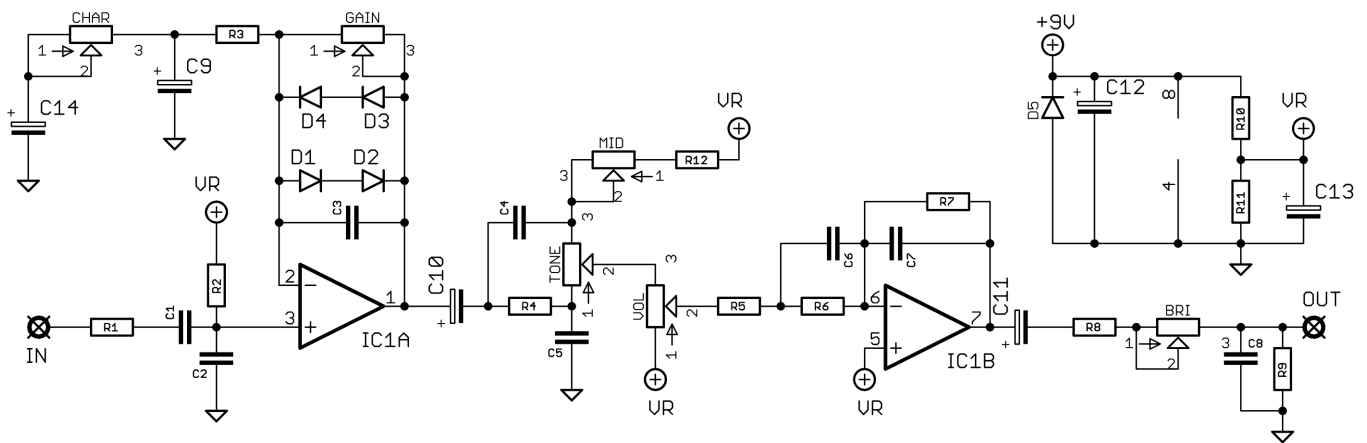 CHAR
1
2
3
C14
C9
R3
GAIN
1
2
3
D4
D3
D1
D2
C3
VR
R2
IN
R1
C1
C2
2
3
1
IC1A
C10
C4
R4
C5
3
TONE
2
1
MID
3
2
1
R12
VR
3
VOL
2
1
VR
R5
C6
R6
C7
R7
6
5
7
VR
IC1B
C11
R8
BRI
1
2
3
C8
R9
OUT
+9V
D5
C12
8
4
R10
R11
VR
C13